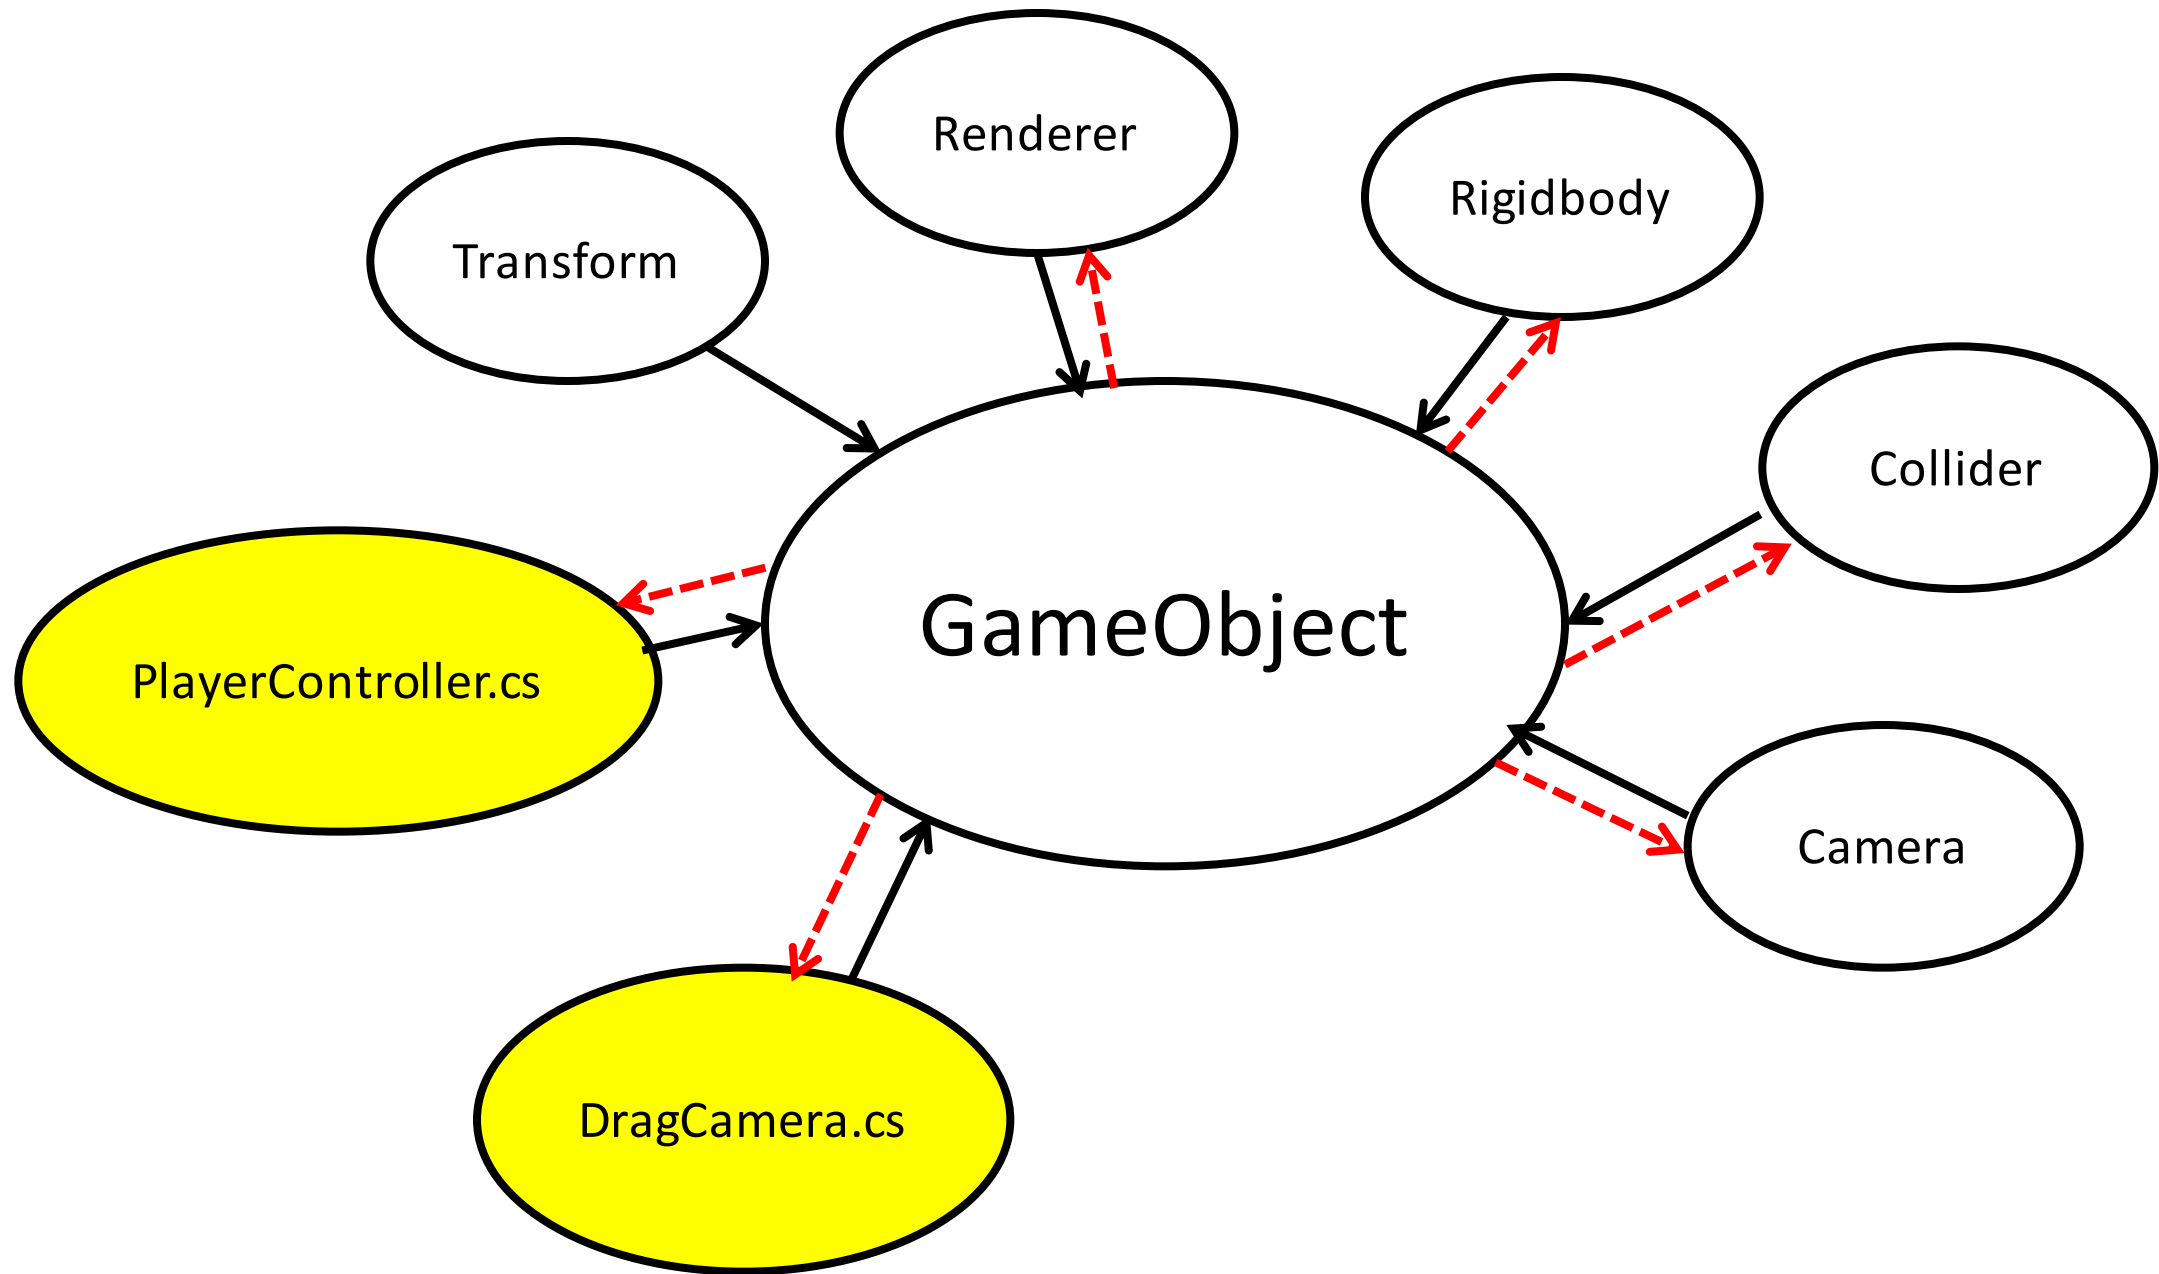 Renderer
Rigidbody
Transform
Collider
GameObject
PlayerController.cs
Camera
DragCamera.cs